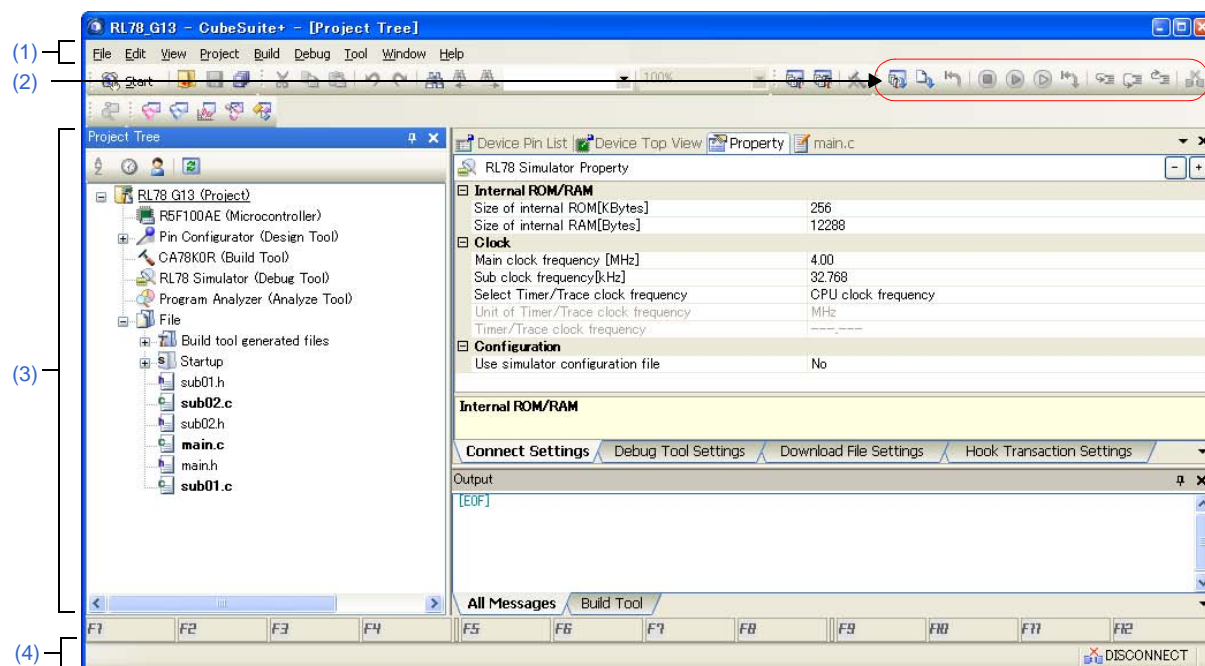 RL78_G13 - CubeSuite+ - [Project Tree]
(1)
File Edit View Project Build Debug Tool Window Help
(2)
Start 100%
(3)
Project Tree
RL78 G13 (Project)
R5F100AE (Microcontroller)
Pin Configurator (Design Tool)
CA78K0R (Build Tool)
RL78 Simulator (Debug Tool)
Program Analyzer (Analyze Tool)
File
Build tool generated files
Startup
sub01.h
sub02.c
sub02.h
main.c
main.h
sub01.c
Device Pin List Device Top View Property main.c
RL78 Simulator Property
Internal ROM/RAM
Size of internal ROM[KBytes] 256
Size of internal RAM[Bytes] 12288
Clock
Main clock frequency [MHz] 4.00
Sub clock frequency[kHz] 32.768
Select Timer/Trace clock frequency CPU clock frequency
Unit of Timer/Trace clock frequency MHz
Timer/Trace clock frequency ---.---
Configuration
Use simulator configuration file No
Internal ROM/RAM
Connect Settings Debug Tool Settings Download File Settings Hook Transaction Settings
Output
[EOF]
All Messages Build Tool
F1 F2 F3 F4 F5 F6 F7 F8 F9 F10 F11 F12
(4)
DISCONNECT